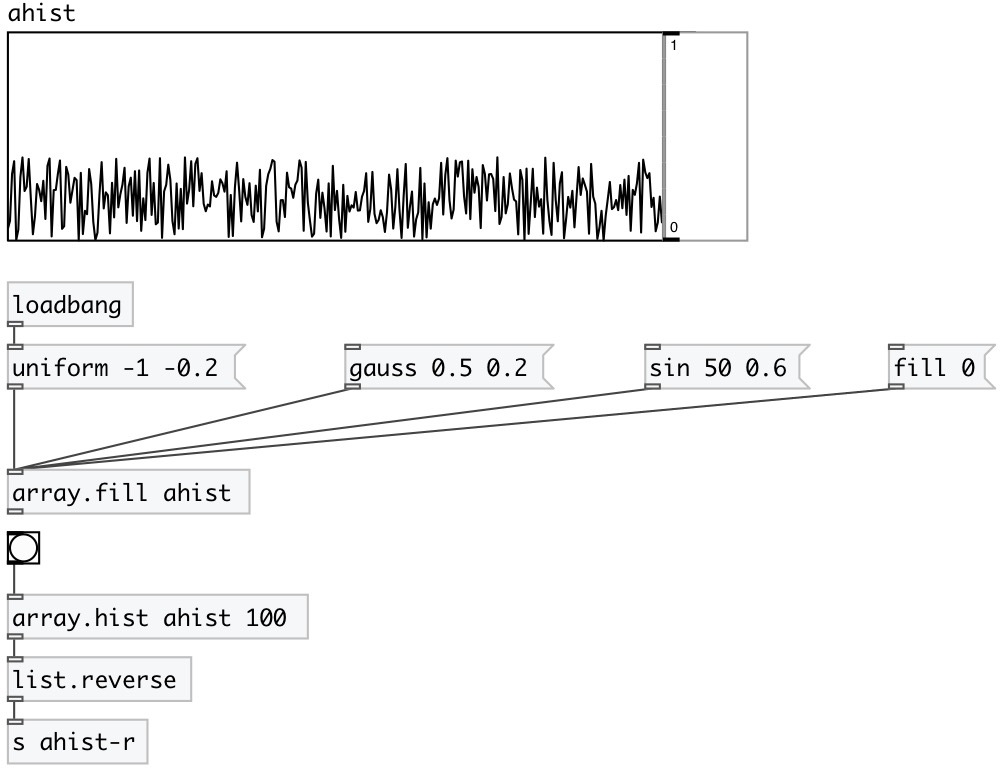 ahist
1
0
loadbang
uniform -1 -0.2
gauss 0.5 0.2
sin 50 0.6
fill 0
array.fill ahist
array.hist ahist 100
list.reverse
s ahist-r